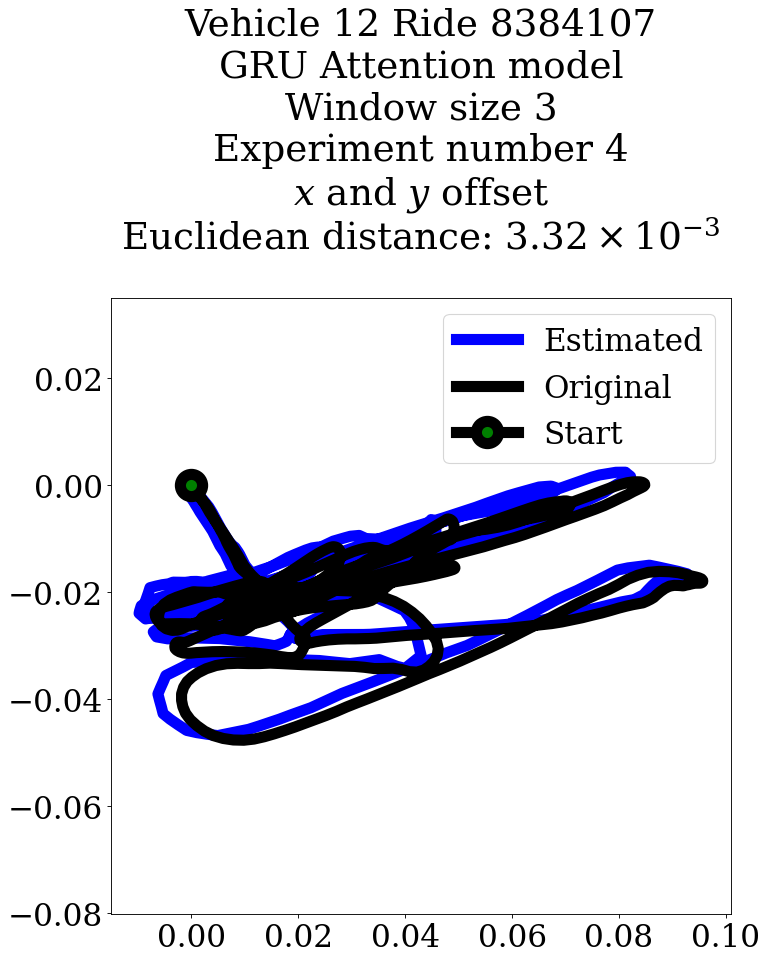 Vehicle 12 Ride 8384107
GRU Attention model
Window size 3
Experiment number 4
x and y offset
Euclidean distance: 3.32 × 10⁻³
Estimated
Original
Start
0.02
0.00
−0.02
−0.04
−0.06
−0.08
0.00 0.02 0.04 0.06 0.08 0.10